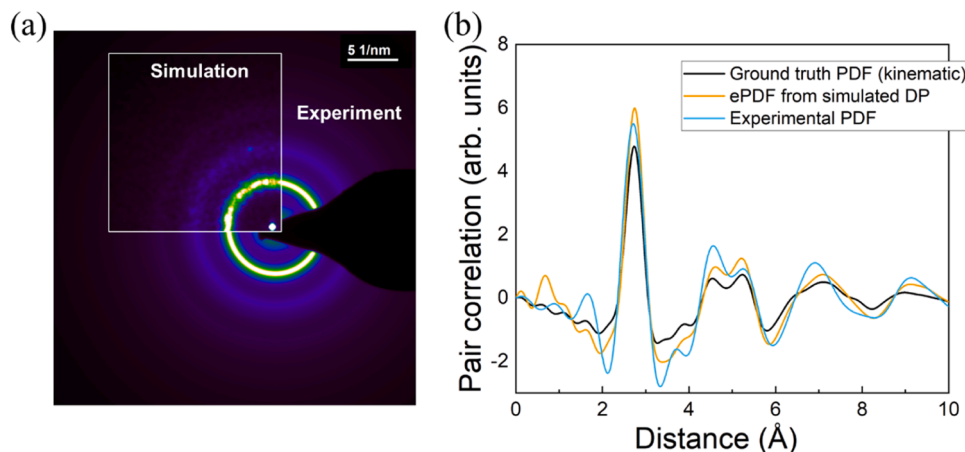 (a)
5 1/nm
Simulation
Experiment
(b)
Pair correlation (arb. units)
8
6
4
2
0
-2
Ground truth PDF (kinematic)
ePDF from simulated DP
Experimental PDF
0 2 4 6 8 10
Distance (Å)